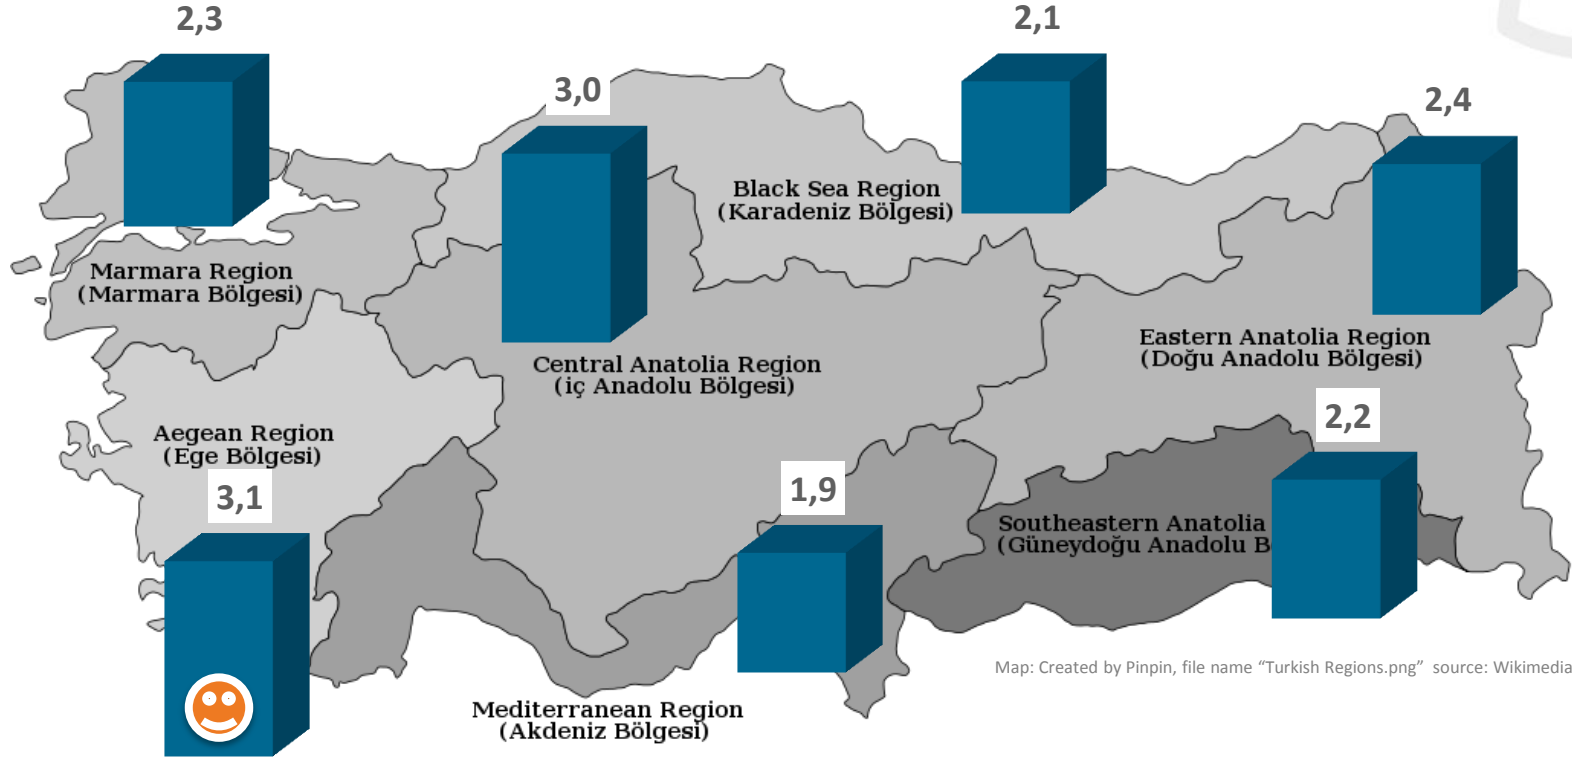 2,3
2,1
3,0
2,4
Black Sea Region
(Karadeniz Bölgesi)
Marmara Region
(Marmara Bölgesi)
Eastern Anatolia Region
(Doğu Anadolu Bölgesi)
Central Anatolia Region
(iç Anadolu Bölgesi)
2,2
Aegean Region
(Ege Bölgesi)
3,1
1,9
Southeastern Anatolia
(Güneydoğu Anadolu B
Map: Created by Pinpin, file name “Turkish Regions.png” source: Wikimedia
Mediterranean Region
(Akdeniz Bölgesi)